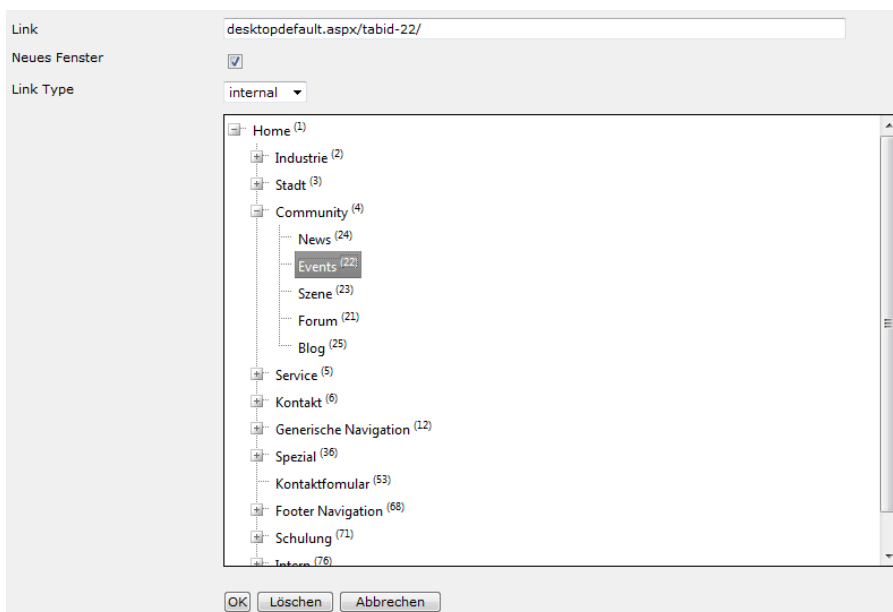 Link desktopdefault.aspx/tabid-22/
Neues Fenster
Link Type internal
Home (1)
Industrie (2)
Stadt (3)
Community (4)
News (24)
Events (22)
Szene (23)
Forum (21)
Blog (25)
Service (5)
Kontakt (6)
Generische Navigation (12)
Spezial (36)
Kontaktfomular (53)
Footer Navigation (68)
Schulung (71)
Intern (76)
OK Löschen Abbrechen